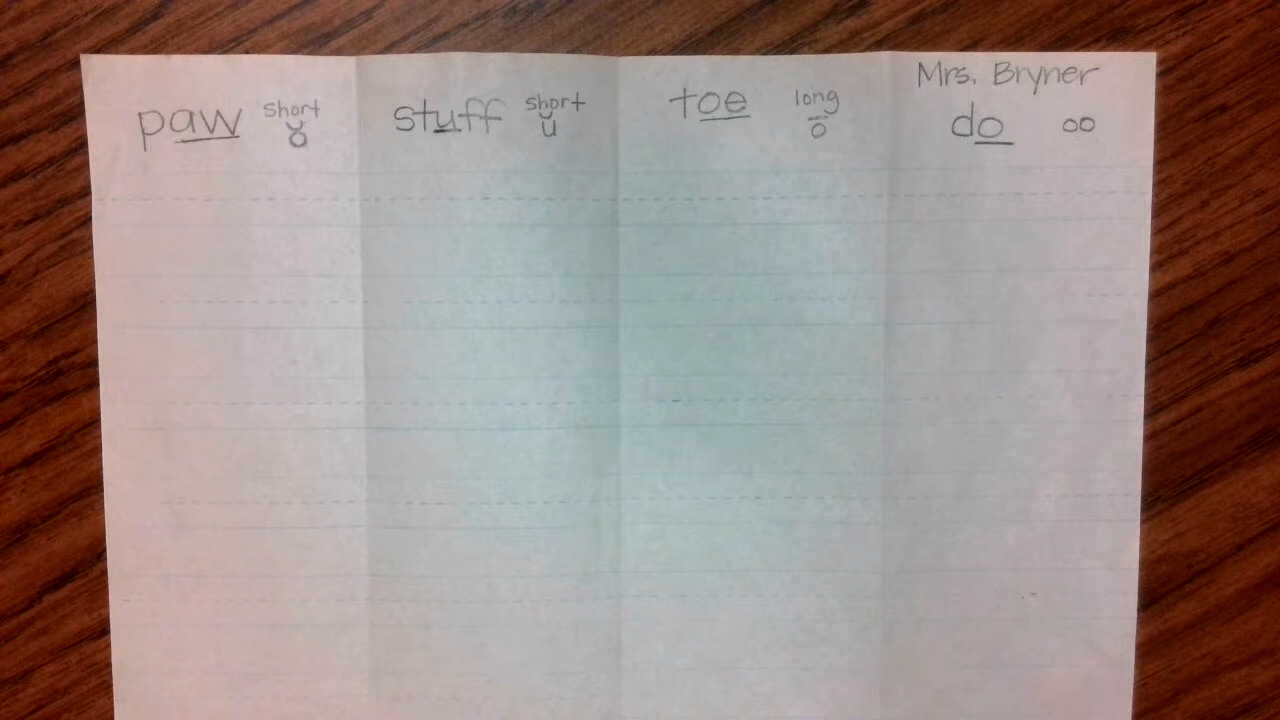 Mrs. Bryner
paw short ŏ
stuff short ŭ
toe long ō
do oo